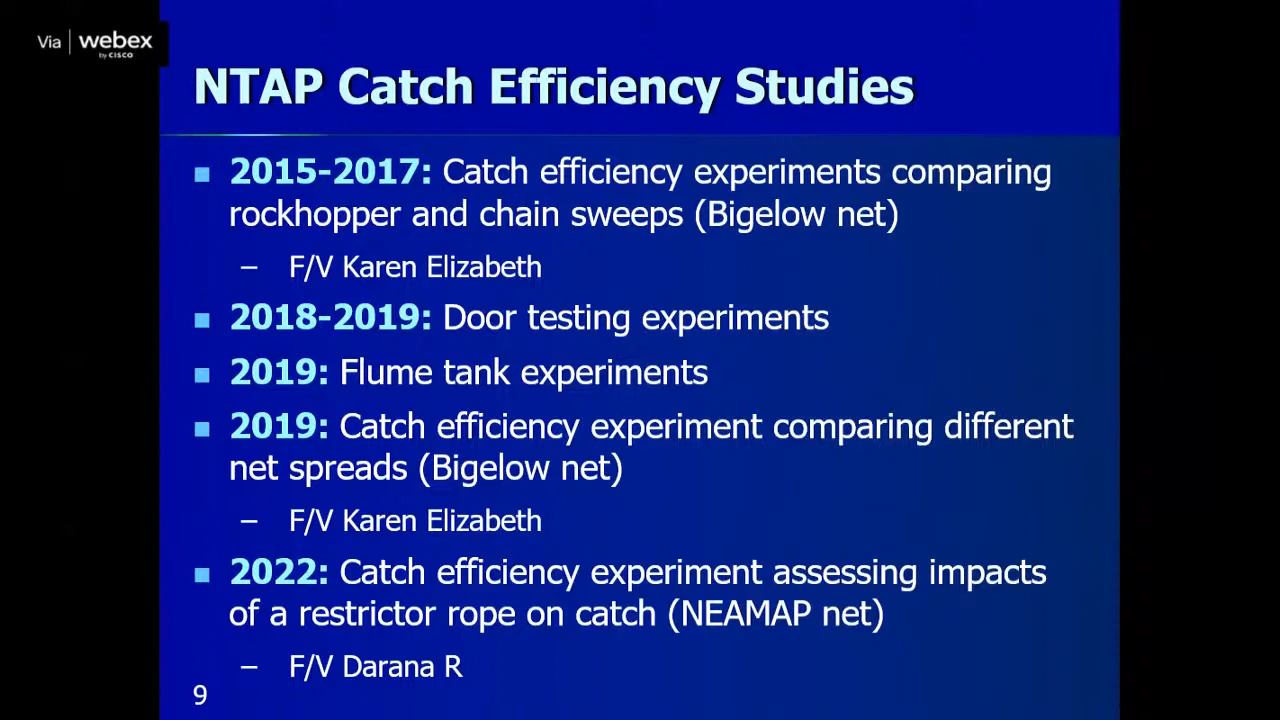 Via webex
by CISCO
NTAP Catch Efficiency Studies
2015-2017: Catch efficiency experiments comparing
rockhopper and chain sweeps (Bigelow net)
– F/V Karen Elizabeth
2018-2019: Door testing experiments
2019: Flume tank experiments
2019: Catch efficiency experiment comparing different
net spreads (Bigelow net)
– F/V Karen Elizabeth
2022: Catch efficiency experiment assessing impacts
of a restrictor rope on catch (NEAMAP net)
– F/V Darana R
9